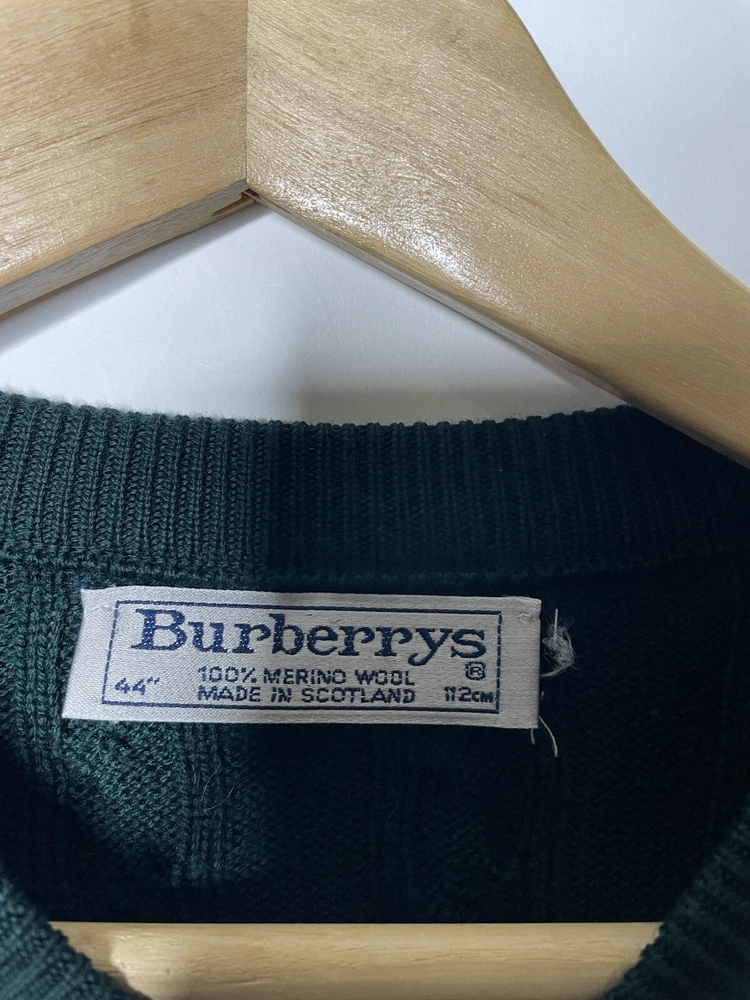 Burberrys®
44" 100% MERINO WOOL
MADE IN SCOTLAND 112CM